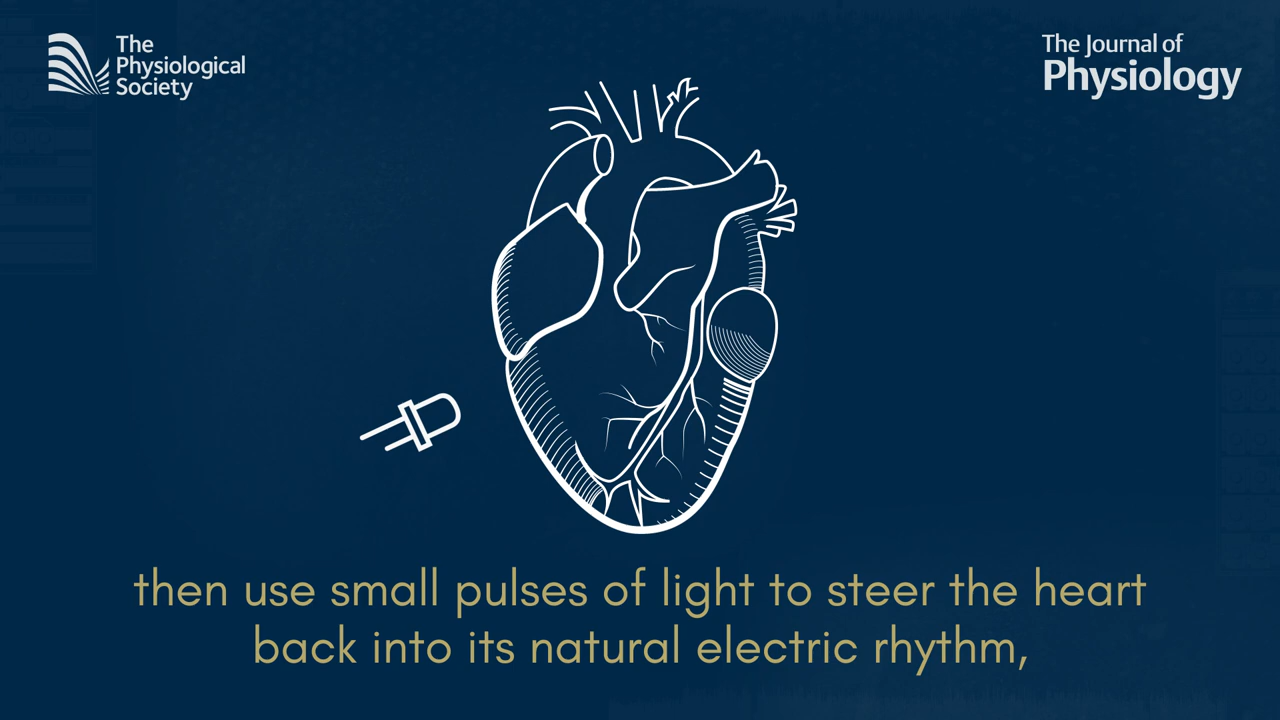 The
Physiological
Society
The Journal of
Physiology
then use small pulses of light to steer the heart
back into its natural electric rhythm,